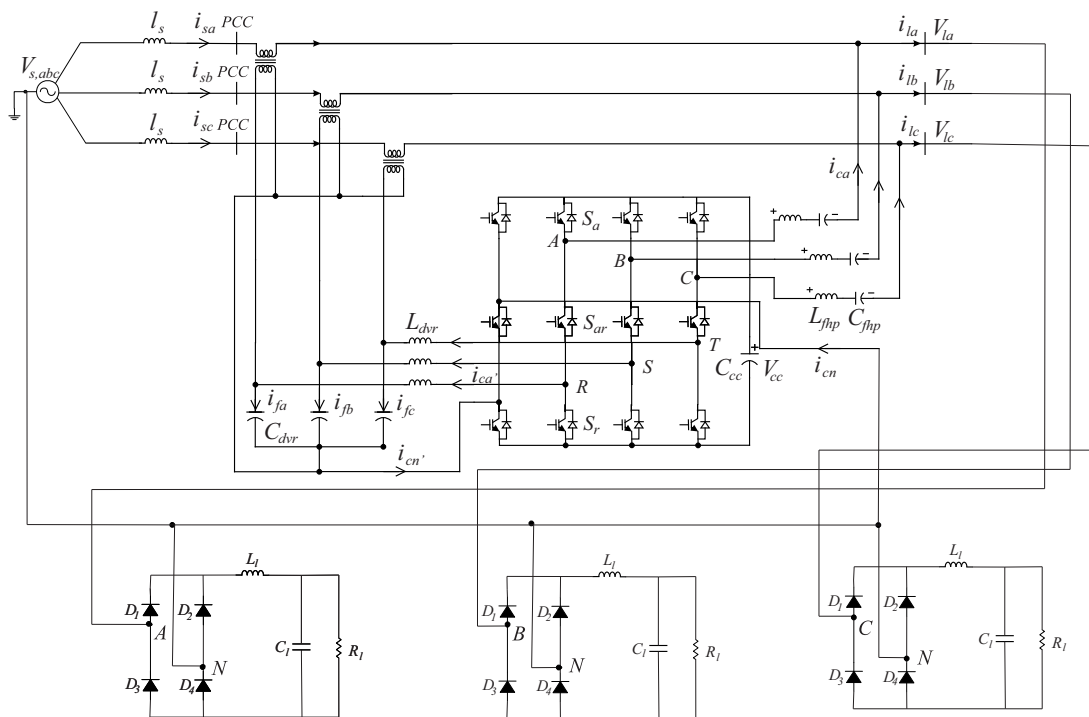 l_s i_sa PCC i_la V_la
V_s,abc
l_s i_sb PCC i_lb V_lb
l_s i_sc PCC i_lc V_lc
i_ca
S_a + −
A
B + −
C + −
L_fhp C_fhp
L_dvr S_ar
T +
i_cn
S C_cc V_cc
i_ca' R
i_fa i_fb i_fc
C_dvr S_r
i_cn'
L_l L_l L_l
D_1 D_2 D_1 D_2 D_1 D_2
A B C
C_l R_l C_l R_l C_l R_l
N N N
D_3 D_4 D_3 D_4 D_3 D_4